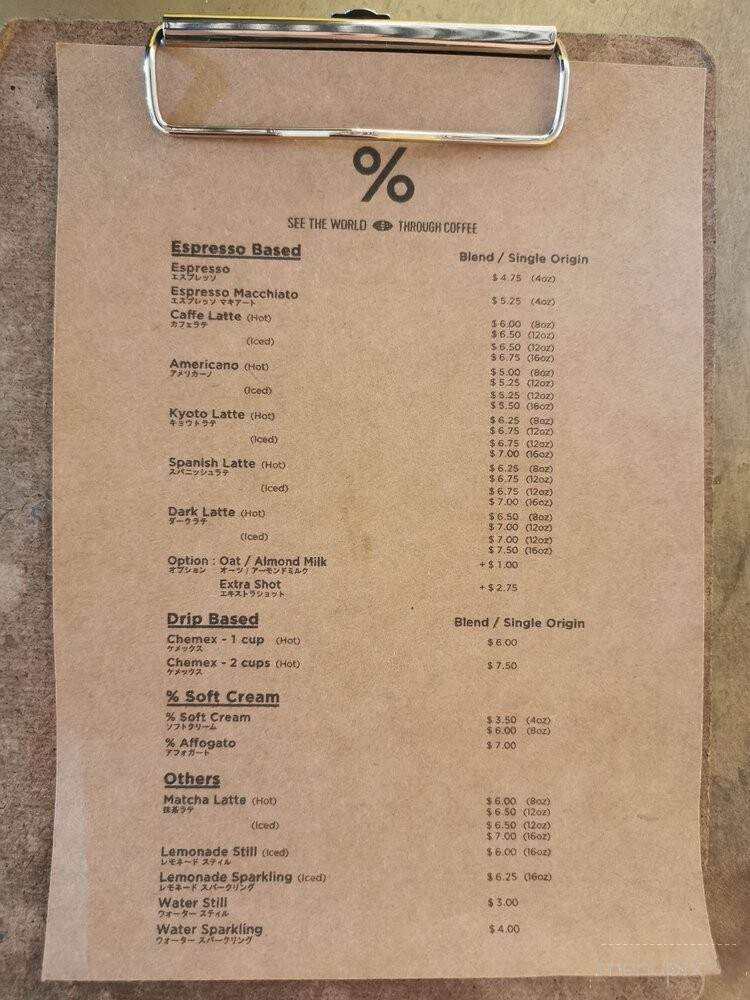 %
SEE THE WORLD THROUGH COFFEE
Espresso Based Blend / Single Origin
Espresso $ 4.75 (4oz)
エスプレッソ
Espresso Macchiato $ 5.25 (4oz)
エスプレッソ マキアート
Caffe Latte (Hot) $ 6.00 (8oz)
カフェラテ $ 6.50 (12oz)
(Iced) $ 6.50 (12oz)
$ 6.75 (16oz)
Americano (Hot) $ 5.00 (8oz)
アメリカーノ $ 5.25 (12oz)
(Iced) $ 5.25 (12oz)
$ 5.50 (16oz)
Kyoto Latte (Hot) $ 6.25 (8oz)
キョウトラテ $ 6.75 (12oz)
(Iced) $ 6.75 (12oz)
$ 7.00 (16oz)
Spanish Latte (Hot) $ 6.25 (8oz)
スパニッシュラテ $ 6.75 (12oz)
(Iced) $ 6.75 (12oz)
$ 7.00 (16oz)
Dark Latte (Hot) $ 6.50 (8oz)
ダークラテ $ 7.00 (12oz)
(Iced) $ 7.00 (12oz)
$ 7.50 (16oz)
Option : Oat / Almond Milk + $ 1.00
オプション オーツ / アーモンドミルク
Extra Shot + $ 2.75
エキストラショット
Drip Based Blend / Single Origin
Chemex - 1 cup (Hot) $ 6.00
ケメックス
Chemex - 2 cups (Hot) $ 7.50
ケメックス
% Soft Cream
% Soft Cream $ 3.50 (4oz)
ソフトクリーム $ 6.00 (8oz)
% Affogato $ 7.00
アフォガート
Others
Matcha Latte (Hot) $ 6.00 (8oz)
抹茶ラテ $ 6.50 (12oz)
(Iced) $ 6.50 (12oz)
$ 7.00 (16oz)
Lemonade Still (Iced) $ 6.00 (16oz)
レモネード スティル
Lemonade Sparkling (Iced) $ 6.25 (16oz)
レモネード スパークリング
Water Still $ 3.00
ウォーター スティル
Water Sparkling $ 4.00
ウォーター スパークリング